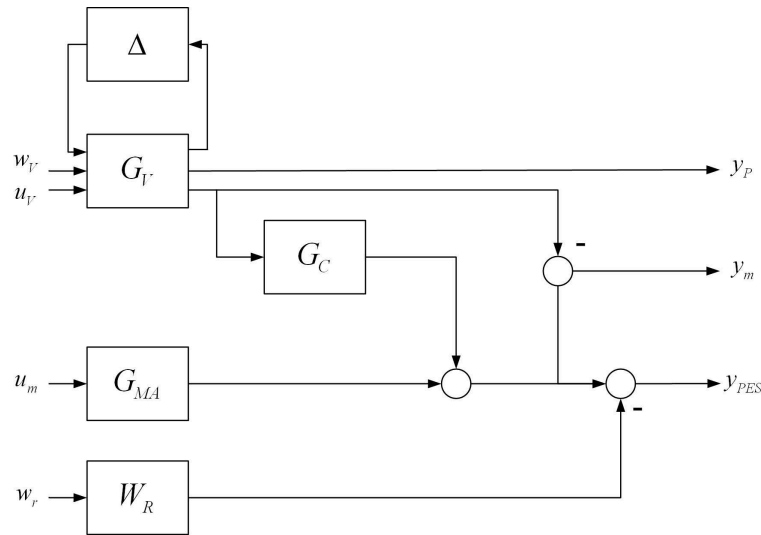 Δ
w_V
u_V
G_V
y_P
-
G_C
y_m
u_m
G_MA
y_PES
-
w_r
W_R